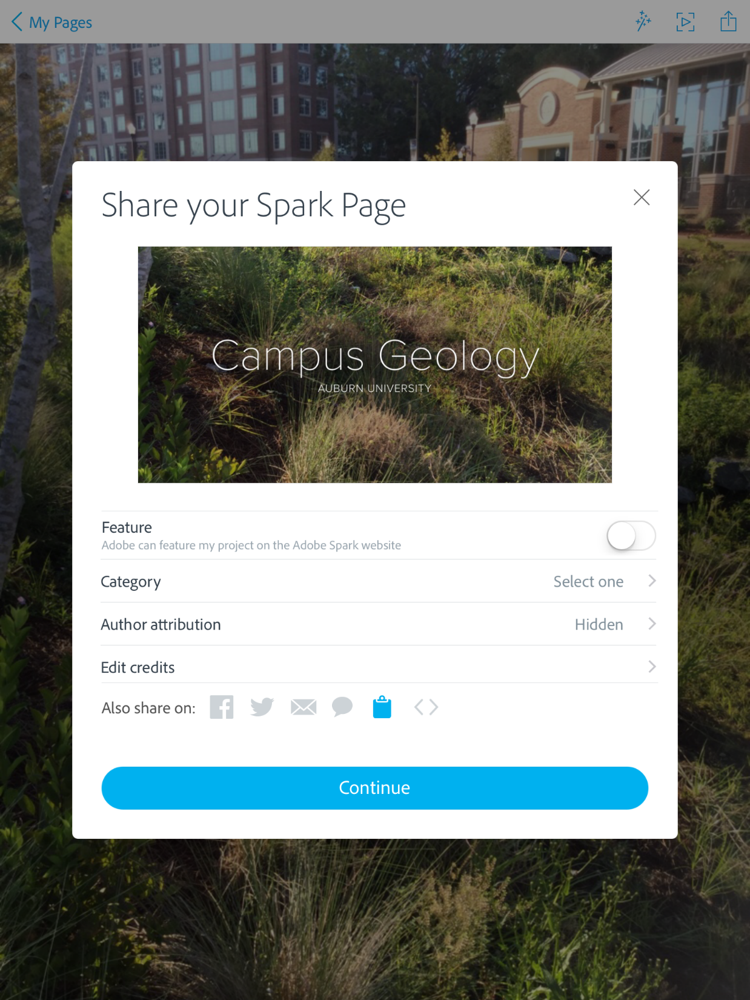 My Pages
Share your Spark Page
Campus Geology
AUBURN UNIVERSITY
Feature
Adobe can feature my project on the Adobe Spark website
Category Select one
Author attribution Hidden
Edit credits
Also share on:
Continue